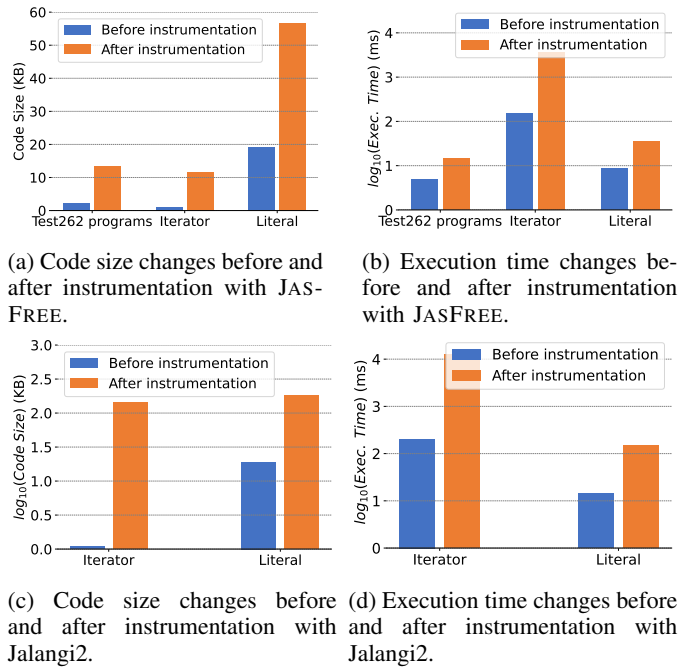 60
50
40
30
20
10
0
Code Size (KB)
Before instrumentation
After instrumentation
Test262 programs
Iterator
Literal
4
3
2
1
0
log10(Exec. Time) (ms)
Before instrumentation
After instrumentation
Test262 programs
Iterator
Literal
(a) Code size changes before and
after instrumentation with JAS-
FREE.
(b) Execution time changes be-
fore and after instrumentation
with JASFREE.
3.0
2.5
2.0
1.5
1.0
0.5
0.0
log10(Code Size) (KB)
Before instrumentation
After instrumentation
Iterator
Literal
4
3
2
1
0
log10(Exec. Time) (ms)
Before instrumentation
After instrumentation
Iterator
Literal
(c) Code size changes before
and after instrumentation with
Jalangi2.
(d) Execution time changes before
and after instrumentation with
Jalangi2.